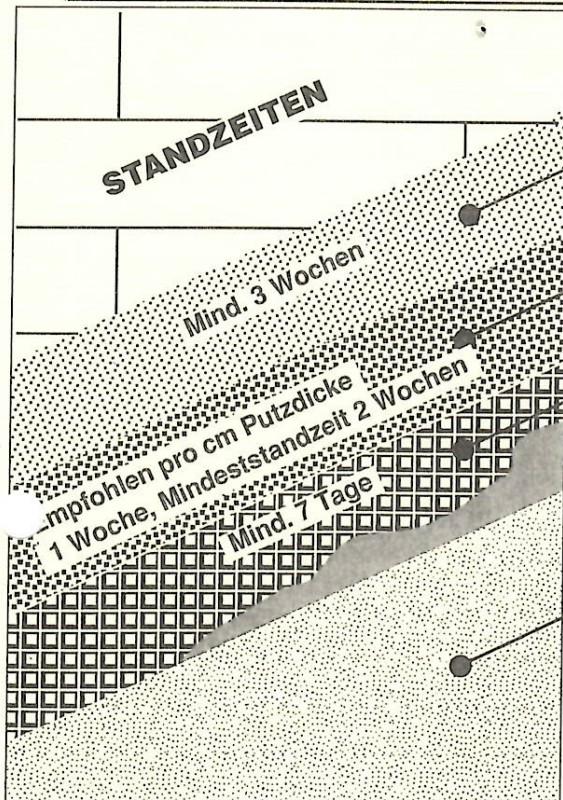 STANDZEITEN
Mind. 3 Wochen
mpfohlen pro cm Putzdicke
1 Woche, Mindeststandzeit 2 Wochen
Mind. 7 Tage